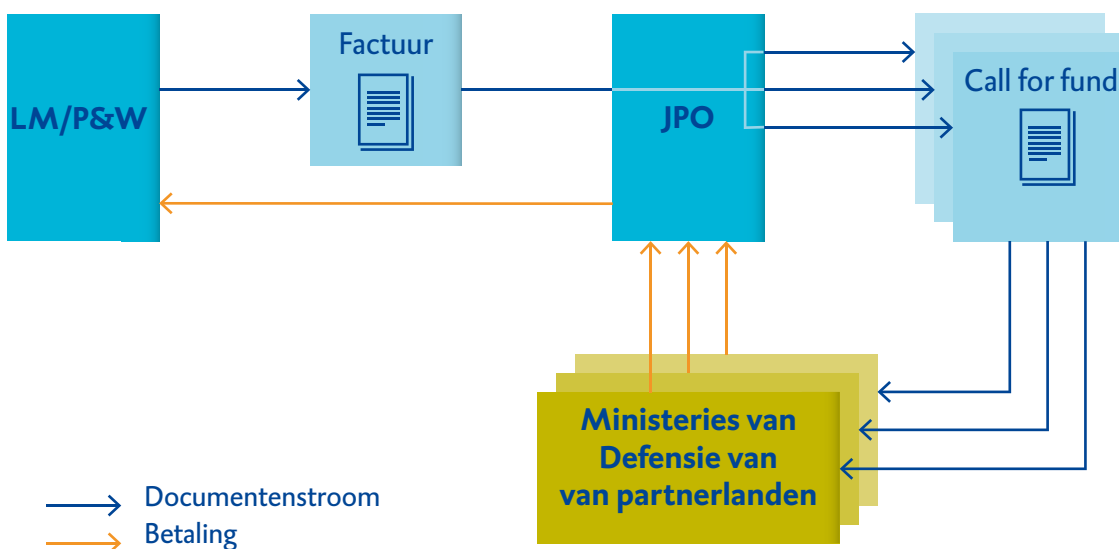 Factuur
LM/P&W
JPO
Call for fund
Ministeries van
Defensie van
van partnerlanden
Documentenstroom
Betaling